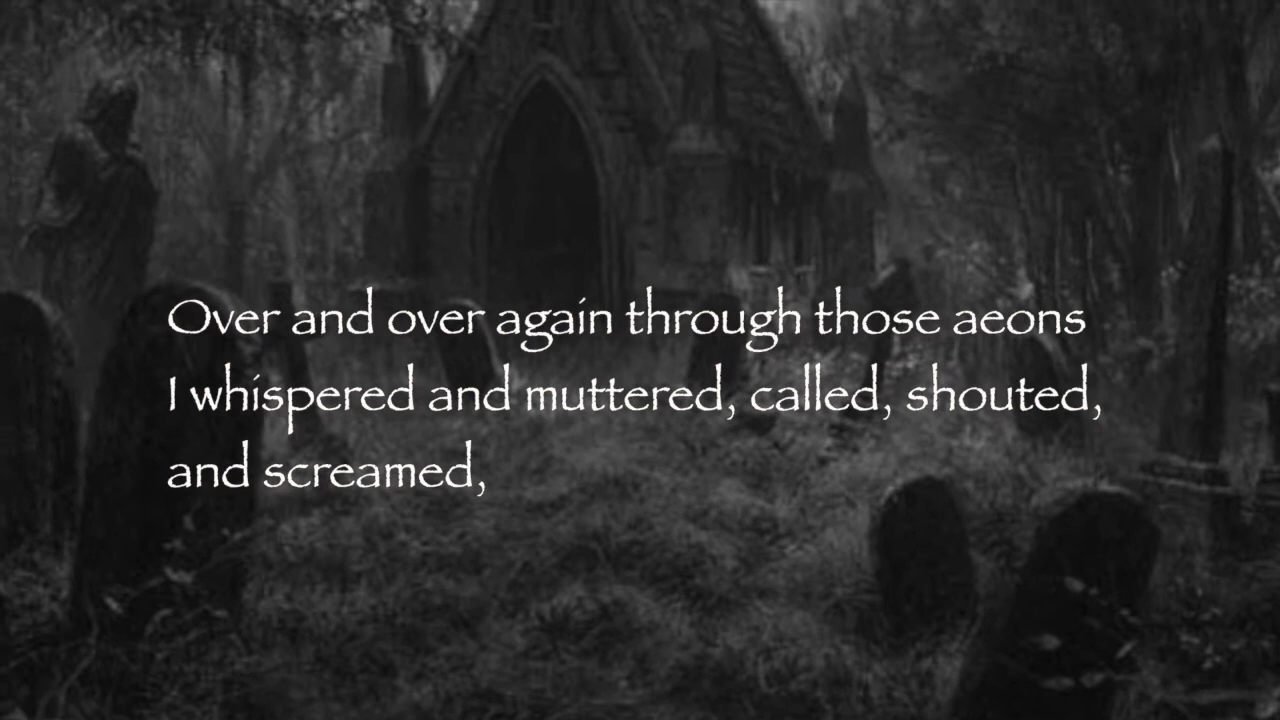 Over and over again through those aeons
I whispered and muttered, called, shouted,
and screamed,